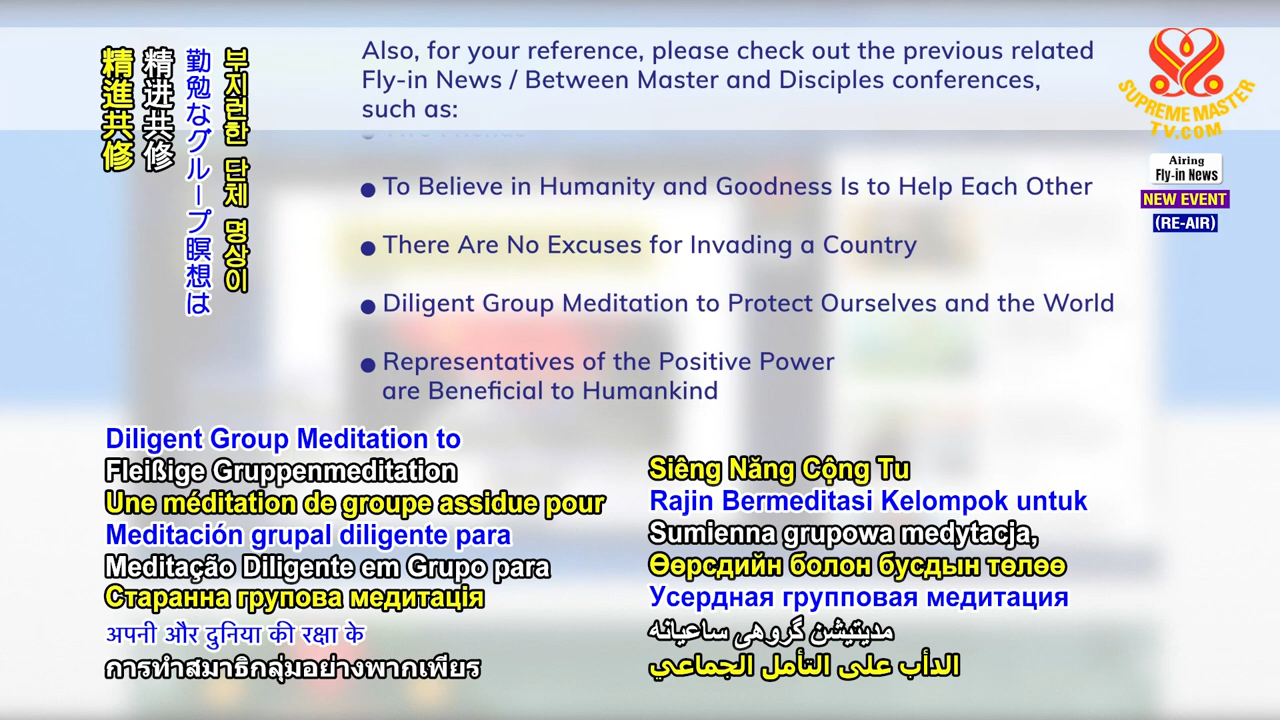 Also, for your reference, please check out the previous related
Fly-in News / Between Master and Disciples conferences,
such as:
● To Believe in Humanity and Goodness Is to Help Each Other
● There Are No Excuses for Invading a Country
● Diligent Group Meditation to Protect Ourselves and the World
● Representatives of the Positive Power
are Beneficial to Humankind
精進共修
精进共修
勤勉なグループ瞑想は
부지런한 단체 명상이
SUPREME MASTER
TV.COM
Airing
Fly-in News
NEW EVENT
(RE-AIR)
Diligent Group Meditation to
Fleißige Gruppenmeditation
Une méditation de groupe assidue pour
Meditación grupal diligente para
Meditação Diligente em Grupo para
Старанна групова медитація
अपनी और दुनिया की रक्षा के
การทำสมาธิกลุ่มอย่างพากเพียร
Siêng Năng Cộng Tu
Rajin Bermeditasi Kelompok untuk
Sumienna grupowa medytacja,
Өөрсдийн болон бусдын төлөө
Усердная групповая медитация
مدیتیشن گروهی ساعیانه
الدأب على التأمل الجماعي